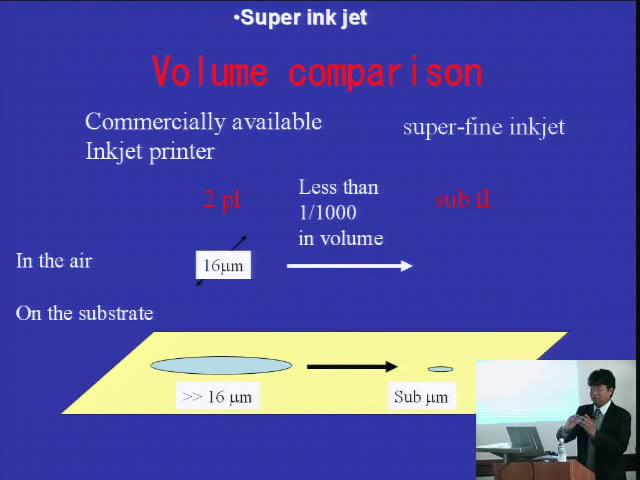 •Super ink jet
Volume comparison
Commercially available
Inkjet printer
super-fine inkjet
2 pl
Less than
1/1000
in volume
sub fl
In the air
16μm
On the substrate
>> 16 μm
Sub μm